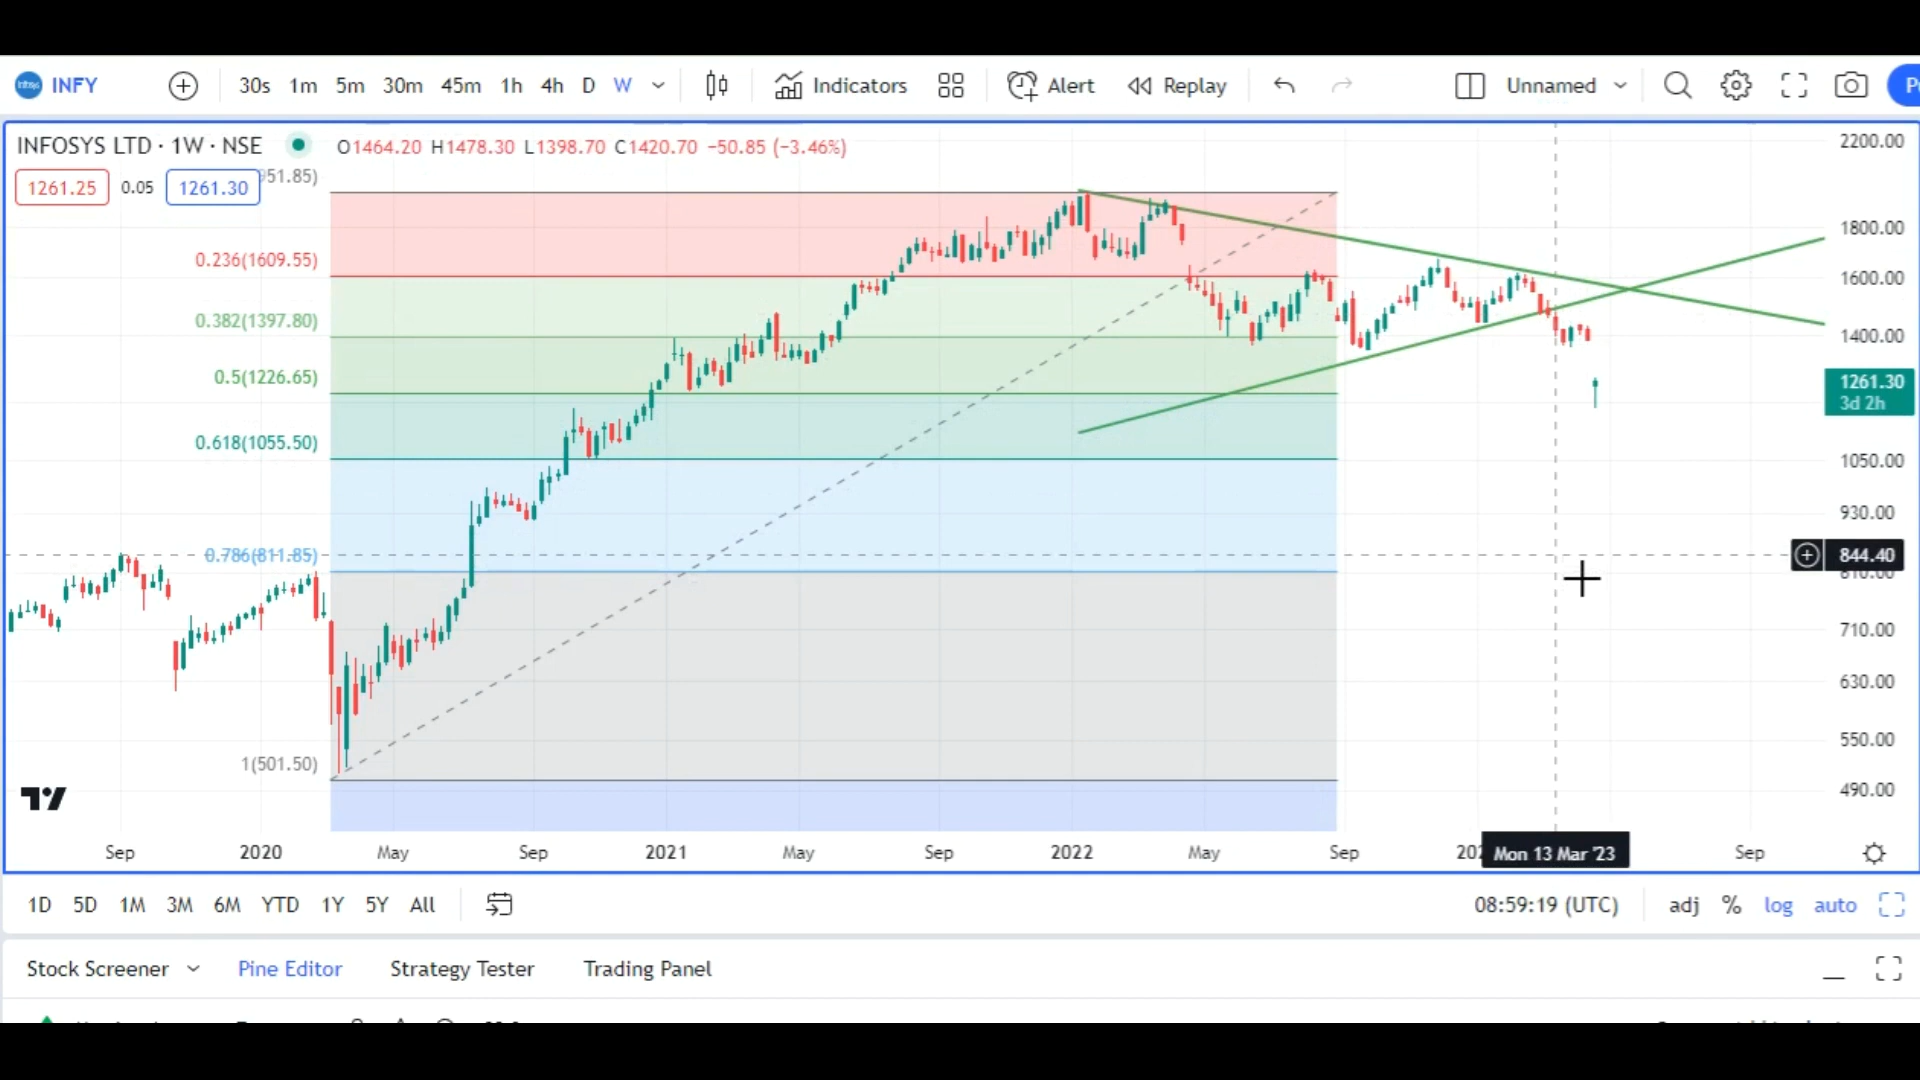 INFY 30s 1m 5m 30m 45m 1h 4h D W Indicators Alert Replay Unnamed
INFOSYS LTD · 1W · NSE O1464.20 H1478.30 L1398.70 C1420.70 −50.85 (−3.46%)
1261.25 0.05 1261.30 951.85)
0.236(1609.55)
0.382(1397.80)
0.5(1226.65)
0.618(1055.50)
0.786(811.85)
1(501.50)
2200.00
1800.00
1600.00
1400.00
1261.30
3d 2h
1050.00
930.00
844.40
810.00
710.00
630.00
550.00
490.00
Sep 2020 May Sep 2021 May Sep 2022 May Sep 202 Mon 13 Mar '23 Sep
1D 5D 1M 3M 6M YTD 1Y 5Y All 08:59:19 (UTC) adj % log auto
Stock Screener Pine Editor Strategy Tester Trading Panel